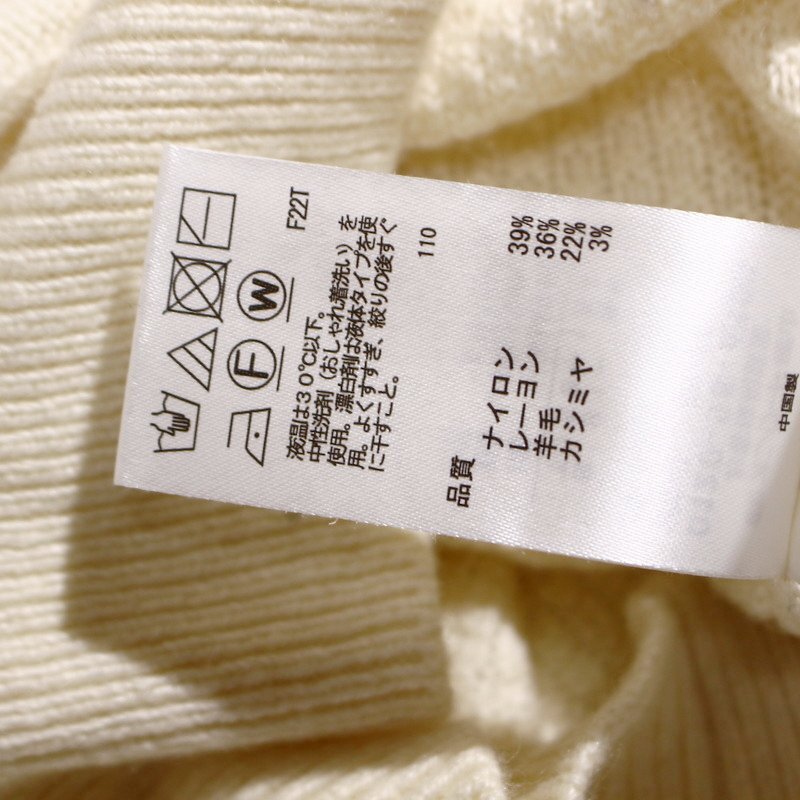 F22T
液温は30℃以下。
中性洗剤（おしゃれ着洗い）を
使用。漂白剤は液体タイプを使
用。よくすすぎ、絞りの後すぐ
に干すこと。
110
品質
ナイロン 39%
レーヨン 36%
羊毛 22%
カシミヤ 3%
中国製
F
W